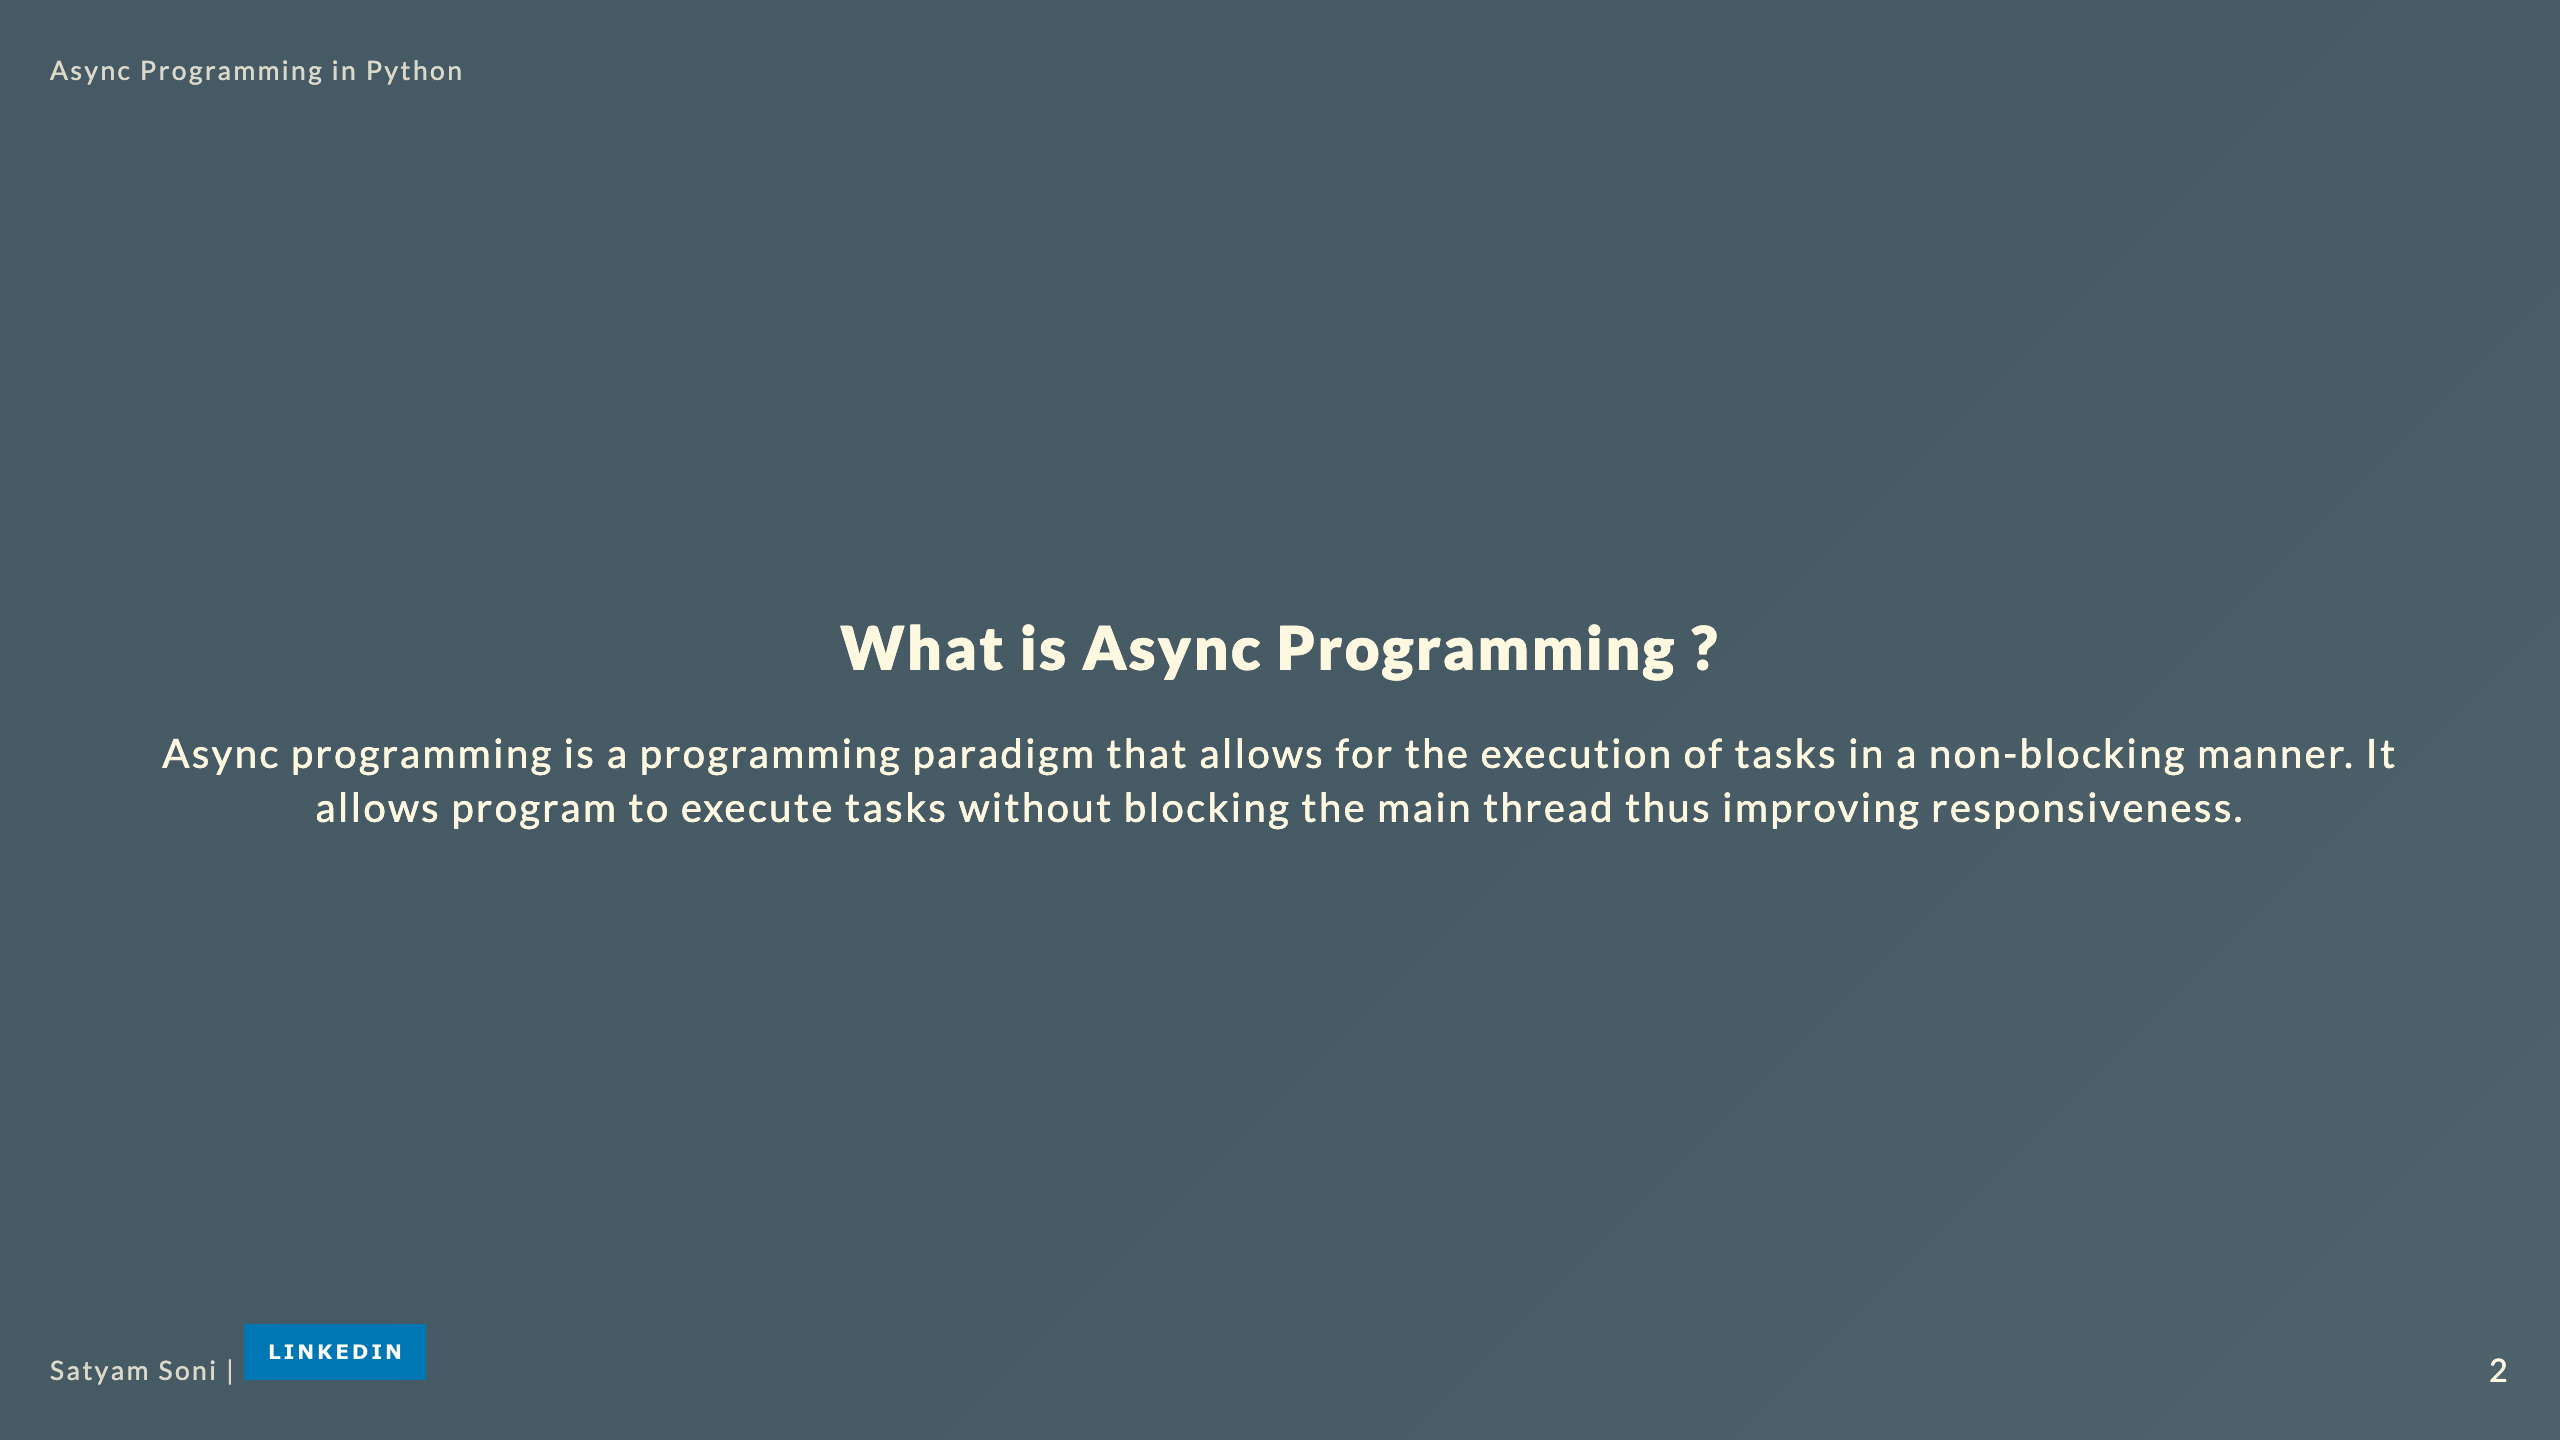 Async Programming in Python
What is Async Programming ?
Async programming is a programming paradigm that allows for the execution of tasks in a non-blocking manner. It
allows program to execute tasks without blocking the main thread thus improving responsiveness.
Satyam Soni | LINKEDIN
2